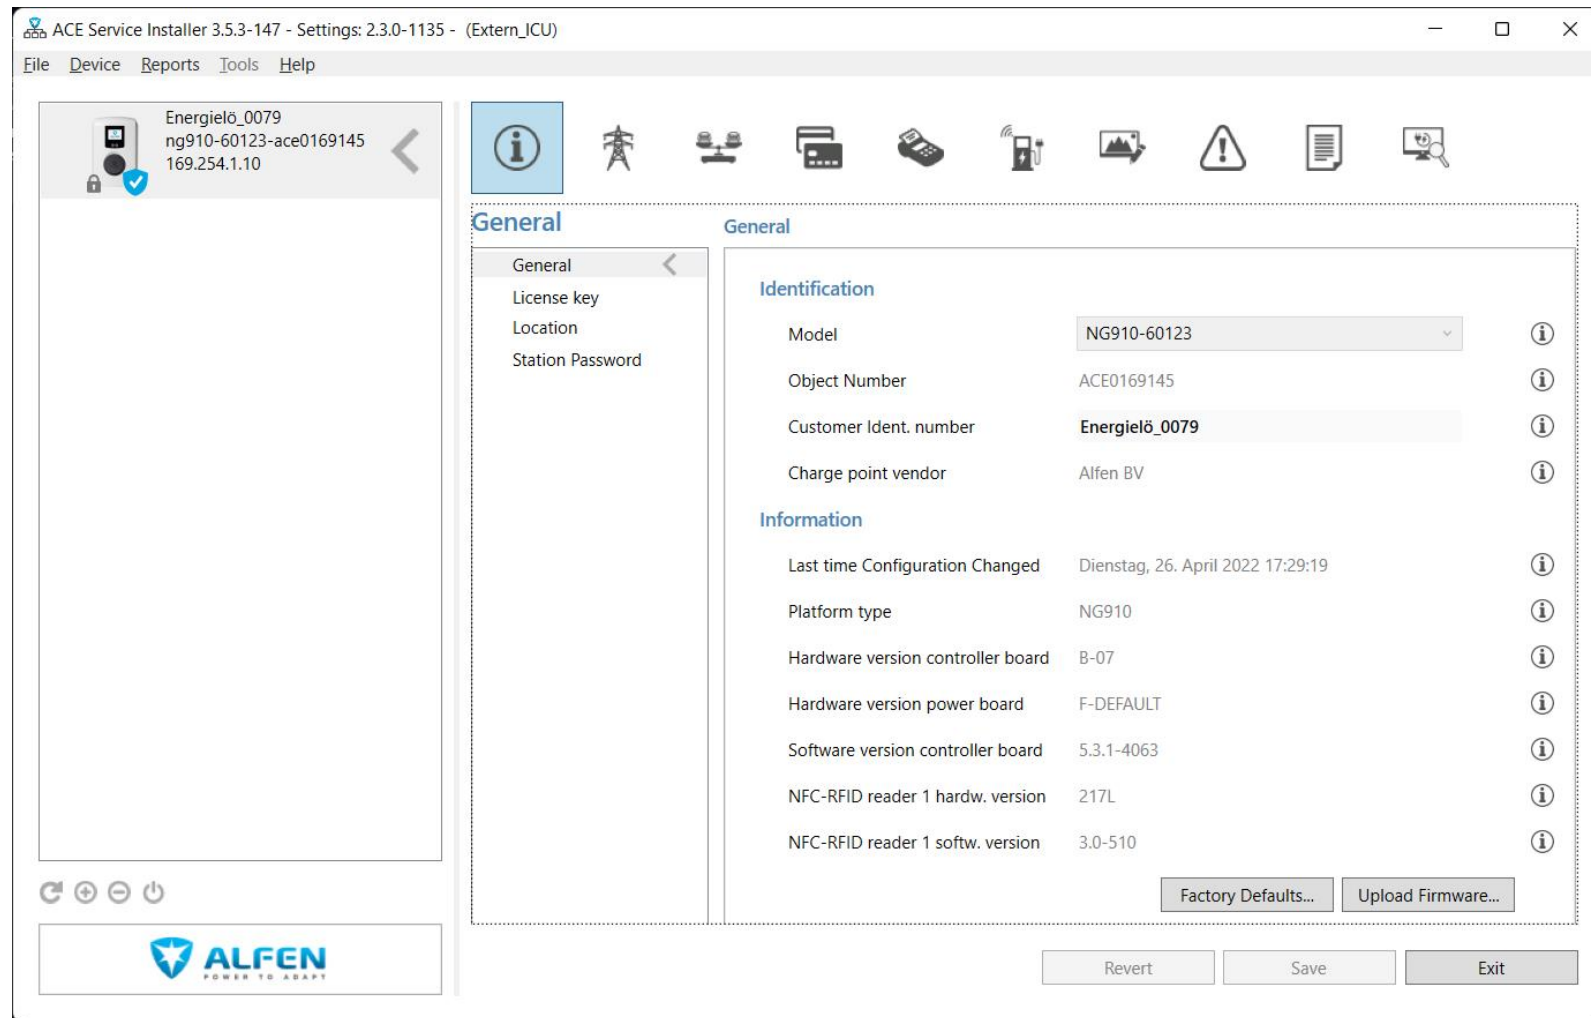 ACE Service Installer 3.5.3-147 - Settings: 2.3.0-1135 - (Extern_ICU)
File Device Reports Tools Help
Energielö_0079
ng910-60123-ace0169145
169.254.1.10
General
General
License key
Location
Station Password
General
Identification
Model NG910-60123
Object Number ACE0169145
Customer Ident. number Energielö_0079
Charge point vendor Alfen BV
Information
Last time Configuration Changed Dienstag, 26. April 2022 17:29:19
Platform type NG910
Hardware version controller board B-07
Hardware version power board F-DEFAULT
Software version controller board 5.3.1-4063
NFC-RFID reader 1 hardw. version 217L
NFC-RFID reader 1 softw. version 3.0-510
Factory Defaults... Upload Firmware...
ALFEN
POWER TO ADAPT
Revert Save Exit